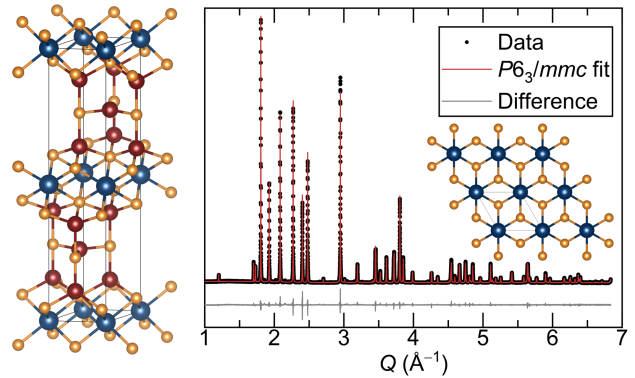 Data
P6₃/mmc fit
Difference
1 2 3 4 5 6 7
Q (Å⁻¹)